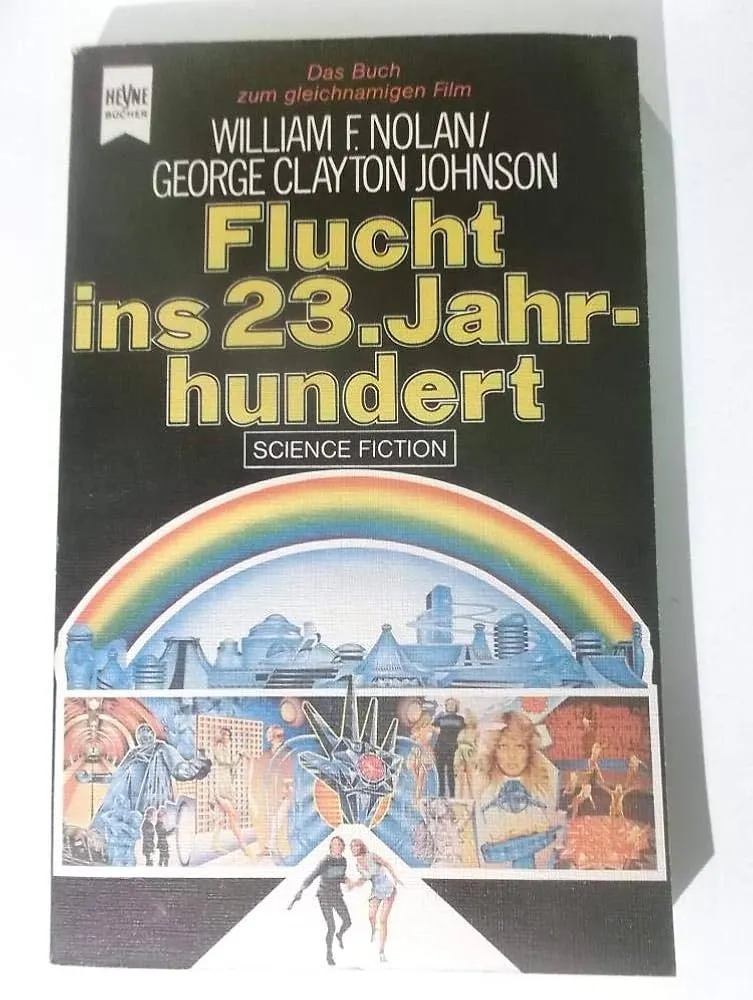 HEYNE
BÜCHER
Das Buch
zum gleichnamigen Film
WILLIAM F. NOLAN/
GEORGE CLAYTON JOHNSON
Flucht
ins 23. Jahr-
hundert
SCIENCE FICTION